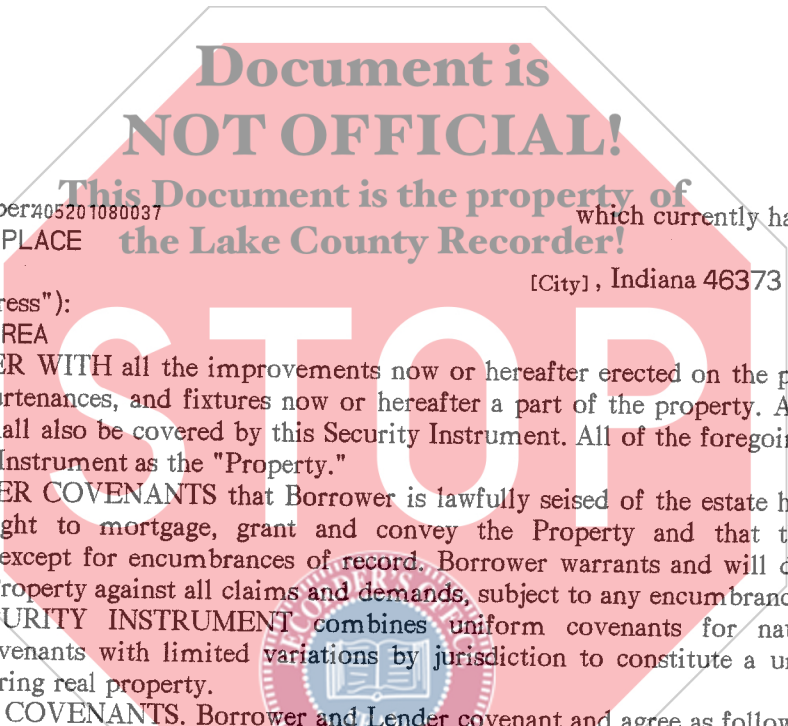 Document is
NOT OFFICIAL!
This Document is the property of
the Lake County Recorder!
STOP
405201080037 which currently
PLACE
[City], Indiana 46373
ress"):
REA
ER WITH all the improvements now or hereafter erected on the p
urtenances, and fixtures now or hereafter a part of the property. A
all also be covered by this Security Instrument. All of the foregoin
Instrument as the "Property."
ER COVENANTS that Borrower is lawfully seised of the estate h
ght to mortgage, grant and convey the Property and that t
except for encumbrances of record. Borrower warrants and will d
roperty against all claims and demands, subject to any encumbranc
URITY INSTRUMENT combines uniform covenants for nat
venants with limited variations by jurisdiction to constitute a u
ring real property.
COVENANTS. Borrower and Lender covenant and agree as follow